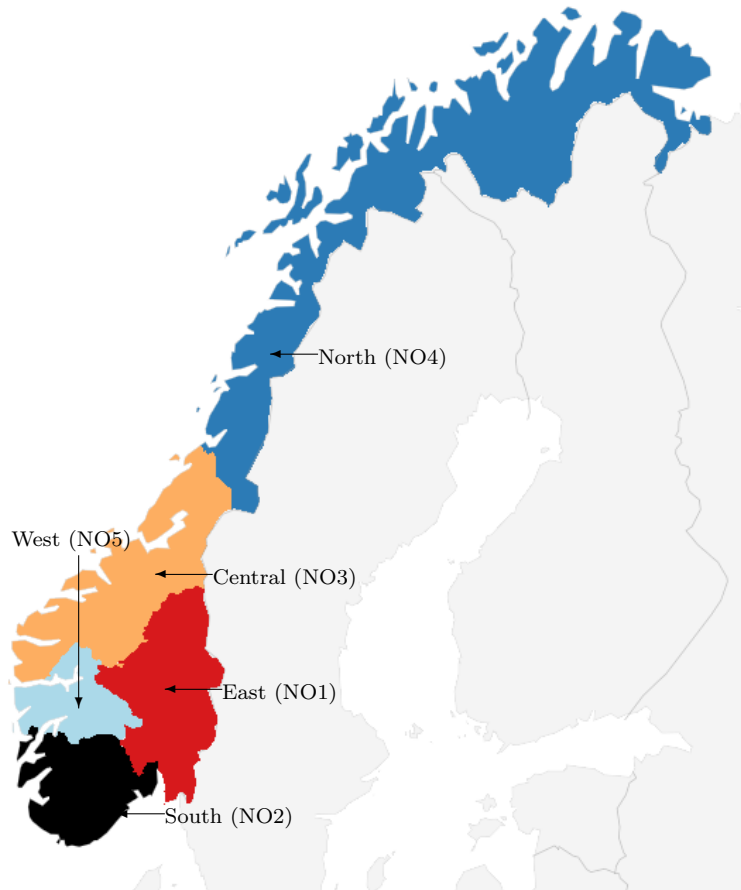 North (NO4)
West (NO5)
Central (NO3)
East (NO1)
South (NO2)